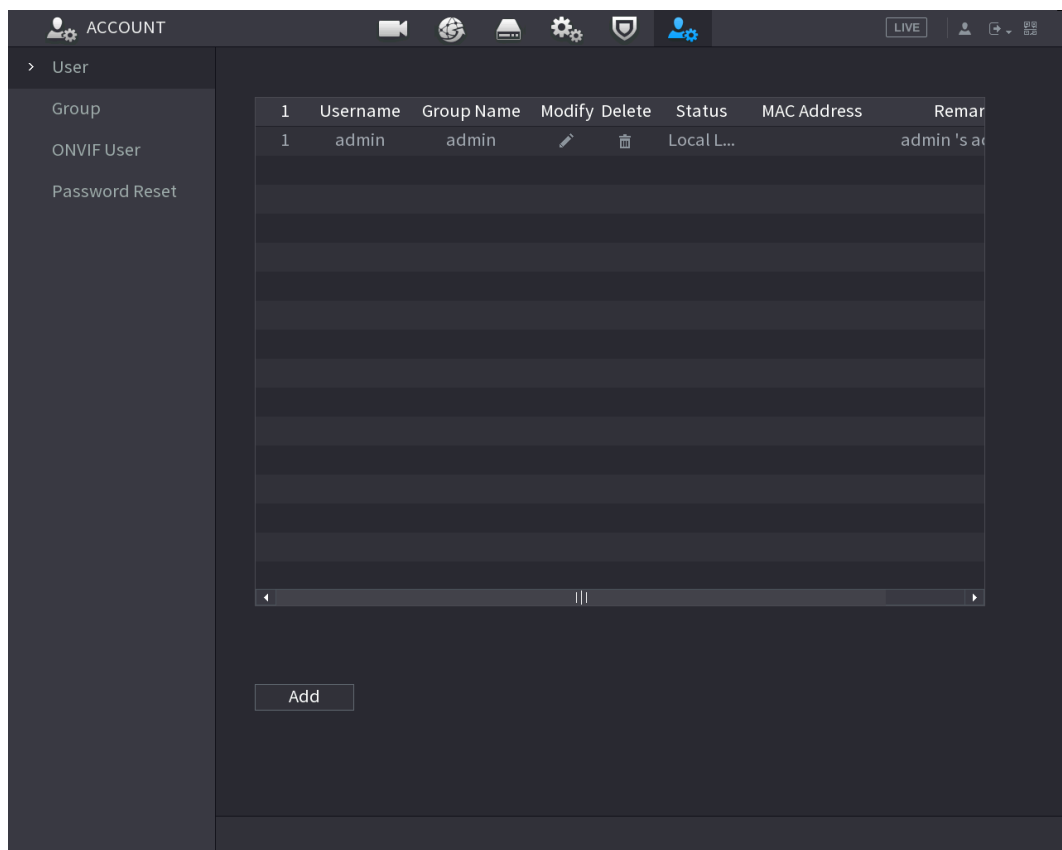 ACCOUNT LIVE
User
Group
ONVIF User
Password Reset
1 Username Group Name Modify Delete Status MAC Address Remar
1 admin admin Local L... admin 's a
Add